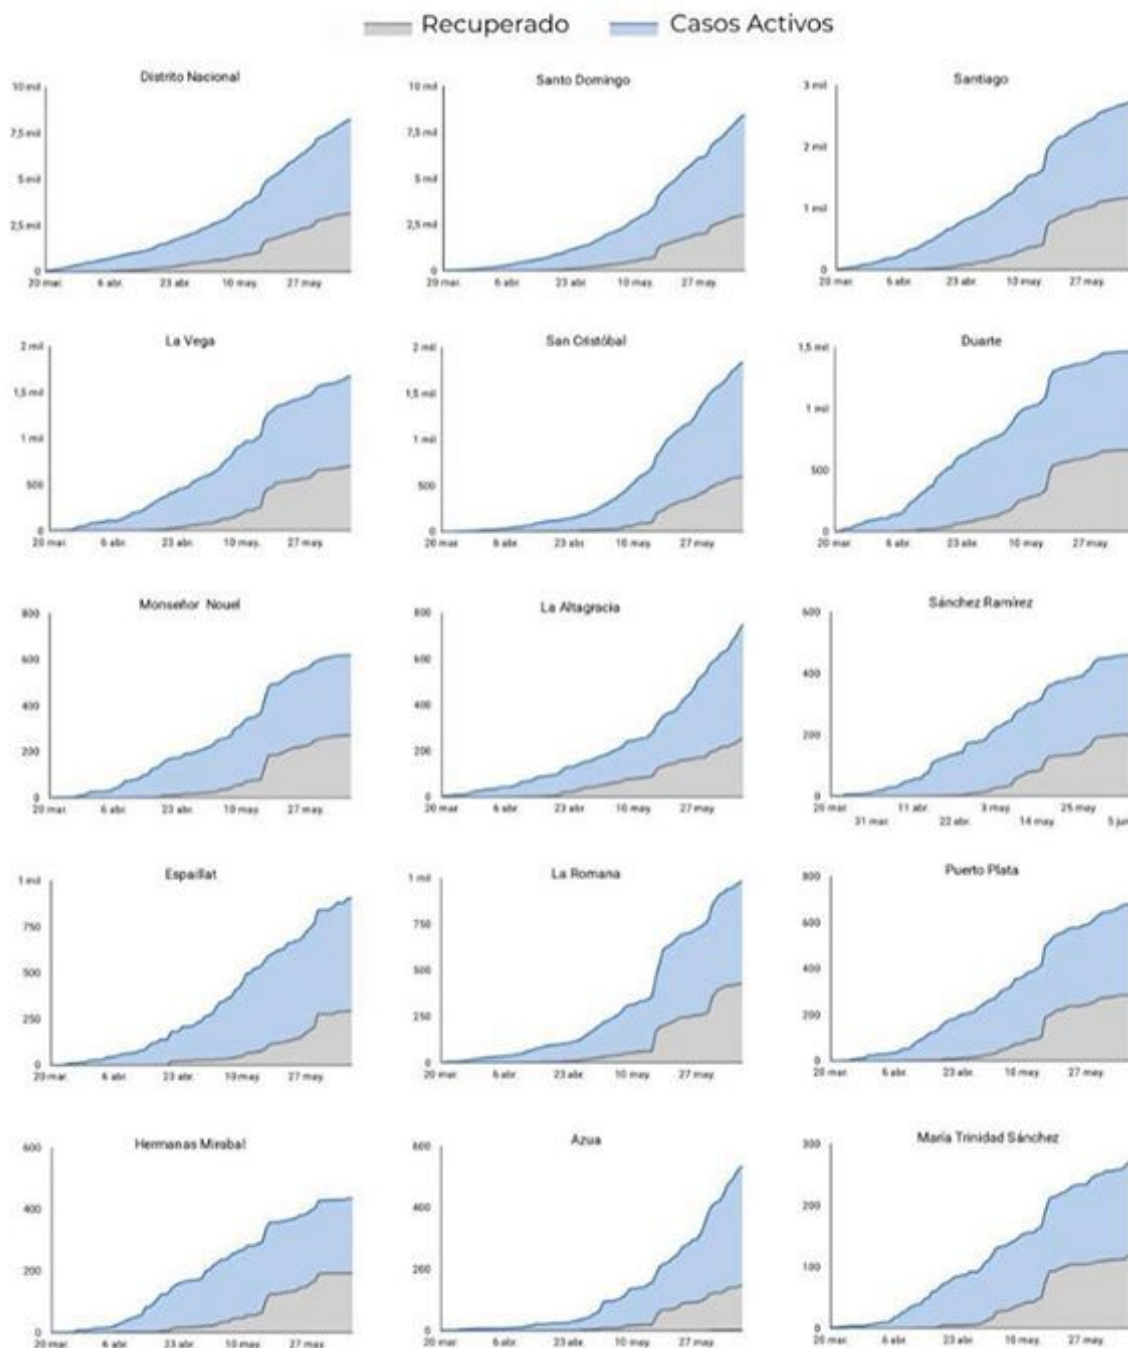 Recuperado Casos Activos
Distrito Nacional
10 mil
7,5 mil
5 mil
2,5 mil
0
20 mar. 6 abr. 23 abr. 10 may. 27 may.
Santo Domingo
10 mil
7,5 mil
5 mil
2,5 mil
0
20 mar. 6 abr. 23 abr. 10 may. 27 may.
Santiago
3 mil
2 mil
1 mil
0
20 mar. 6 abr. 23 abr. 10 may. 27 may.
La Vega
2 mil
1,5 mil
1 mil
500
0
20 mar. 6 abr. 23 abr. 10 may. 27 may.
San Cristóbal
2 mil
1,5 mil
1 mil
500
0
20 mar. 6 abr. 23 abr. 10 may. 27 may.
Duarte
1,5 mil
1 mil
500
0
20 mar. 6 abr. 23 abr. 10 may. 27 may.
Monseñor Nouel
800
600
400
200
0
20 mar. 6 abr. 23 abr. 10 may. 27 may.
La Altagracia
800
600
400
200
0
20 mar. 6 abr. 23 abr. 10 may. 27 may.
Sánchez Ramírez
600
400
200
0
20 mar. 11 abr. 3 may. 25 may.
31 mar. 22 abr. 14 may. 5 jun
Espaillat
1 mil
750
500
250
0
20 mar. 6 abr. 23 abr. 10 may. 27 may.
La Romana
1 mil
750
500
250
0
20 mar. 6 abr. 23 abr. 10 may. 27 may.
Puerto Plata
800
600
400
200
0
20 mar. 6 abr. 23 abr. 10 may. 27 may.
Hermanas Mirabal
600
400
200
0
20 mar. 6 abr. 23 abr. 10 may. 27 may.
Azua
600
400
200
0
20 mar. 6 abr. 23 abr. 10 may. 27 may.
María Trinidad Sánchez
300
200
100
0
20 mar. 6 abr. 23 abr. 10 may. 27 may.